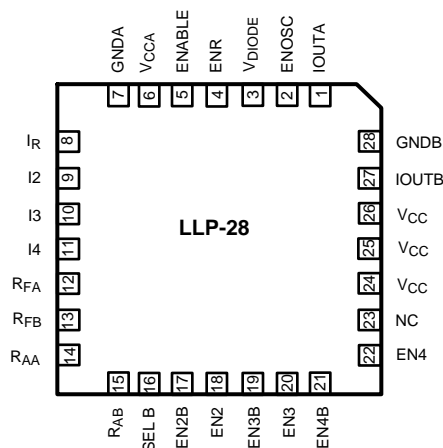 GNDA
VCCA
ENABLE
ENR
VDIODE
ENOSC
IOUTA
7
6
5
4
3
2
1
IR
8
I2
9
I3
10
I4
11
RFA
12
RFB
13
RAA
14
LLP-28
28
GNDB
27
IOUTB
26
VCC
25
VCC
24
VCC
23
NC
22
EN4
15
16
17
18
19
20
21
RAB
SEL B
EN2B
EN2
EN3B
EN3
EN4B